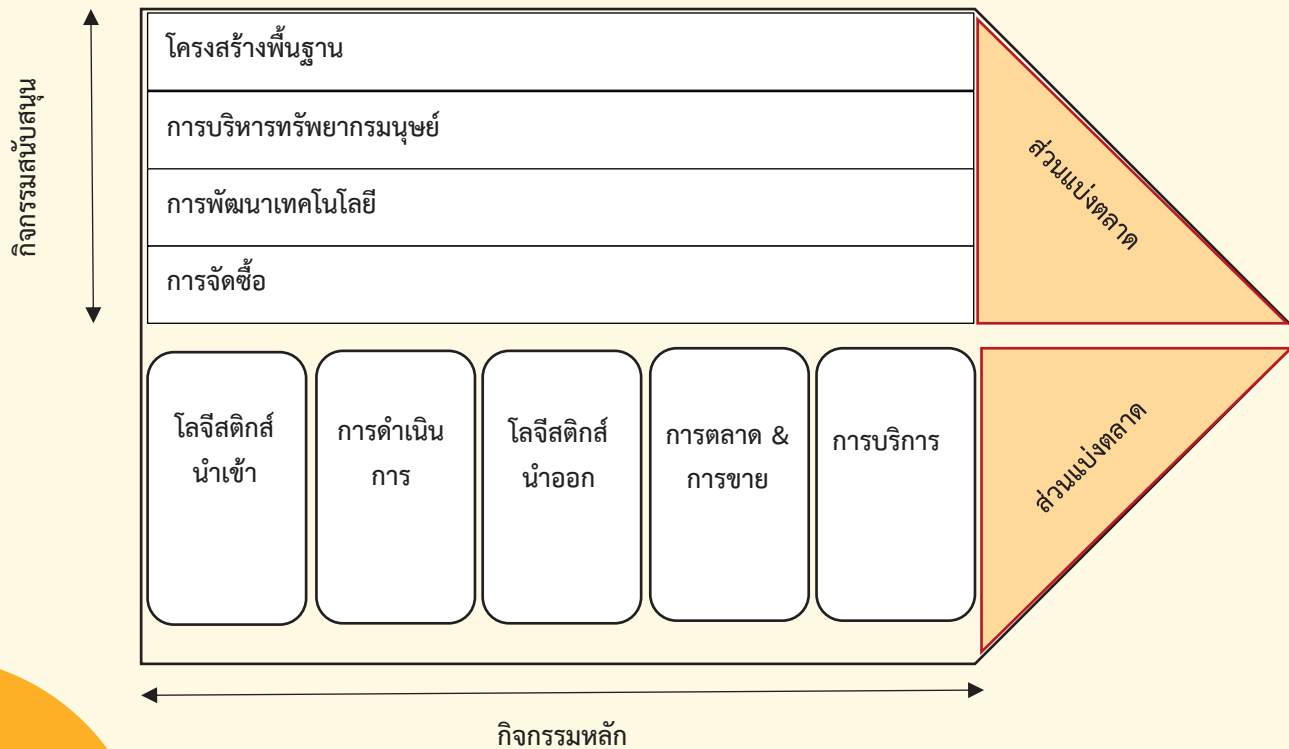 กิจกรรมสนับสนุน
โครงสร้างพื้นฐาน
การบริหารทรัพยากรมนุษย์
การพัฒนาเทคโนโลยี
การจัดซื้อ
ส่วนแบ่งตลาด
โลจีสติกส์
นำเข้า
การดำเนิน
การ
โลจีสติกส์
นำออก
การตลาด &
การขาย
การบริการ
ส่วนแบ่งตลาด
กิจกรรมหลัก